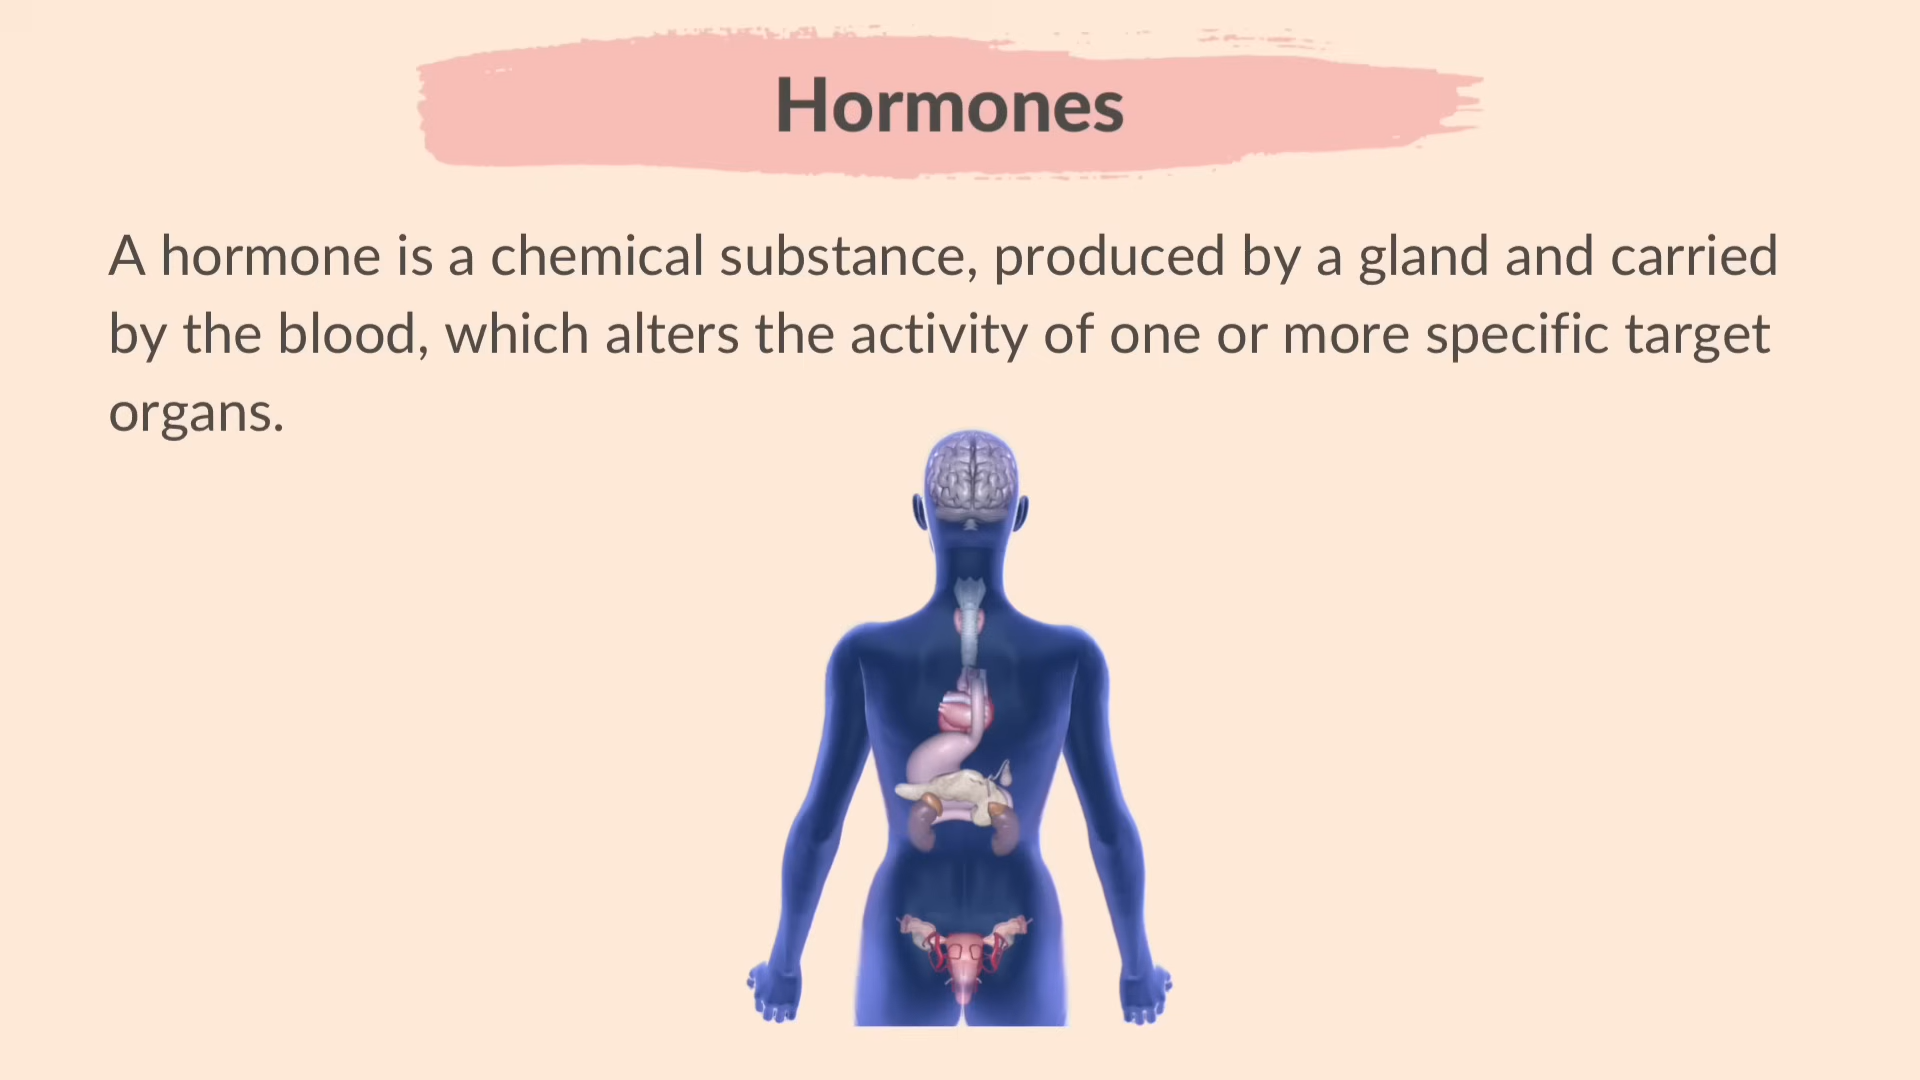 Hormones
A hormone is a chemical substance, produced by a gland and carried
by the blood, which alters the activity of one or more specific target
organs.